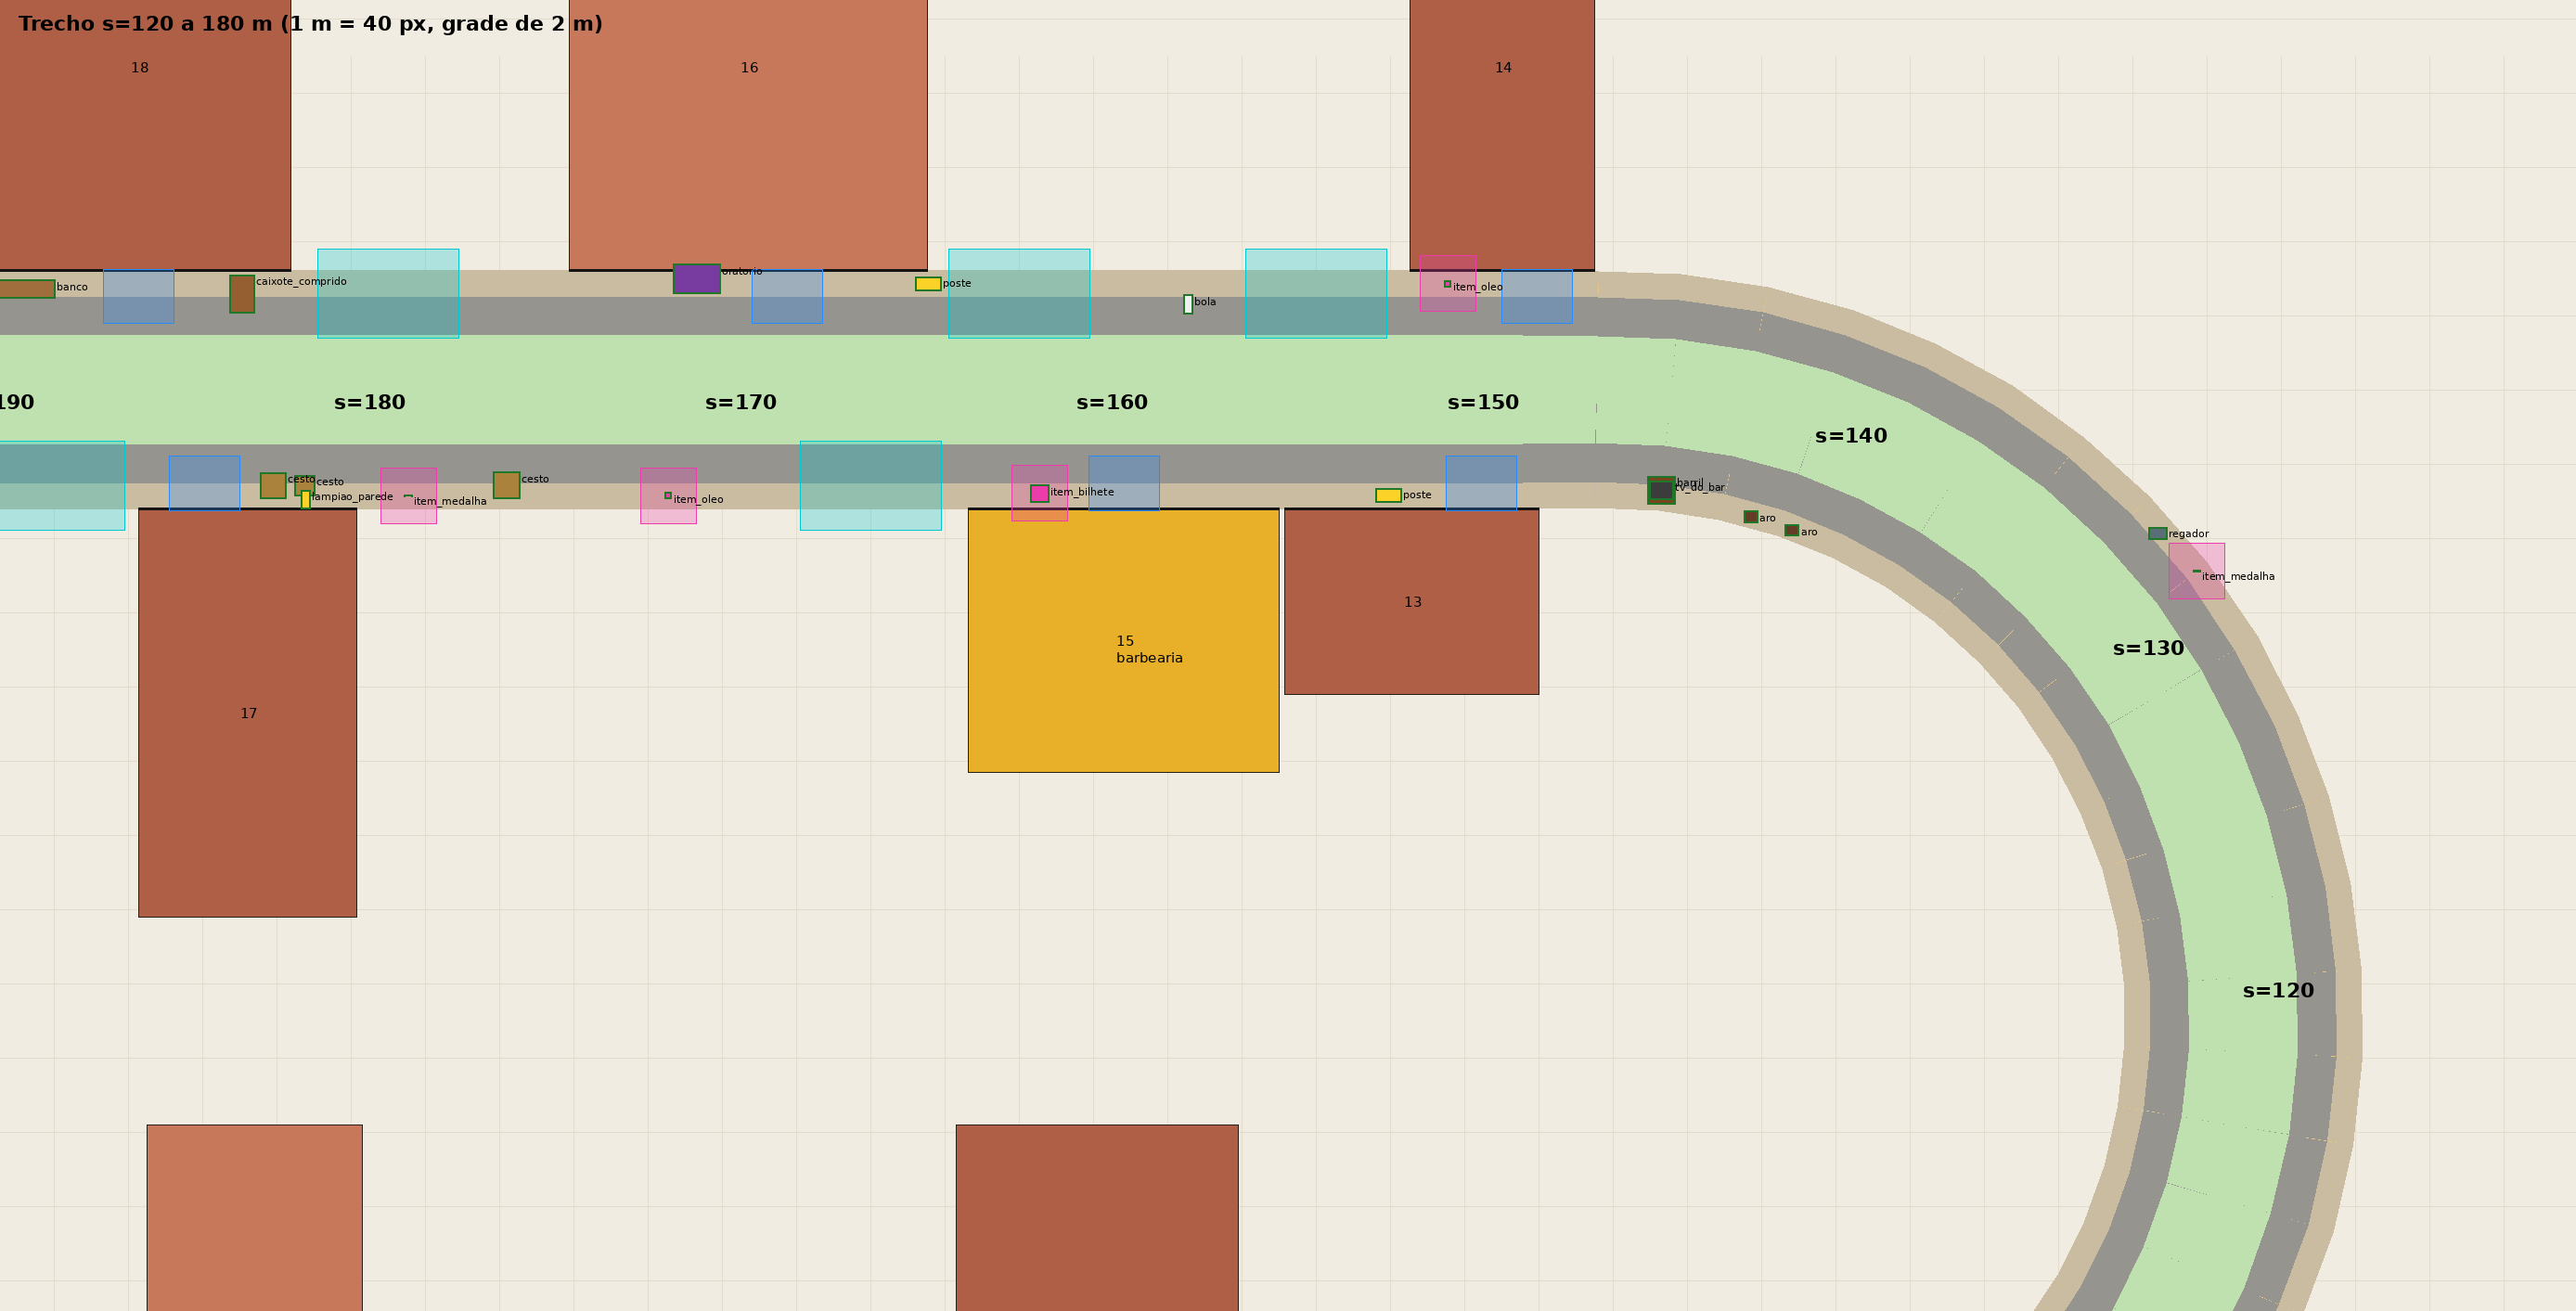 Trecho s=120 a 180 m (1 m = 40 px, grade de 2 m)
18
16
14
oratorio
caixote_comprido
poste
banco
item_oleo
bola
190
s=180
s=170
s=160
s=150
s=140
cesto
cesto
cesto
barril
tv_do_bar
lampiao_parede
item_medalha
item_oleo
item_bilhete
poste
aro
aro
regador
item_medalha
13
15
barbearia
s=130
17
s=120